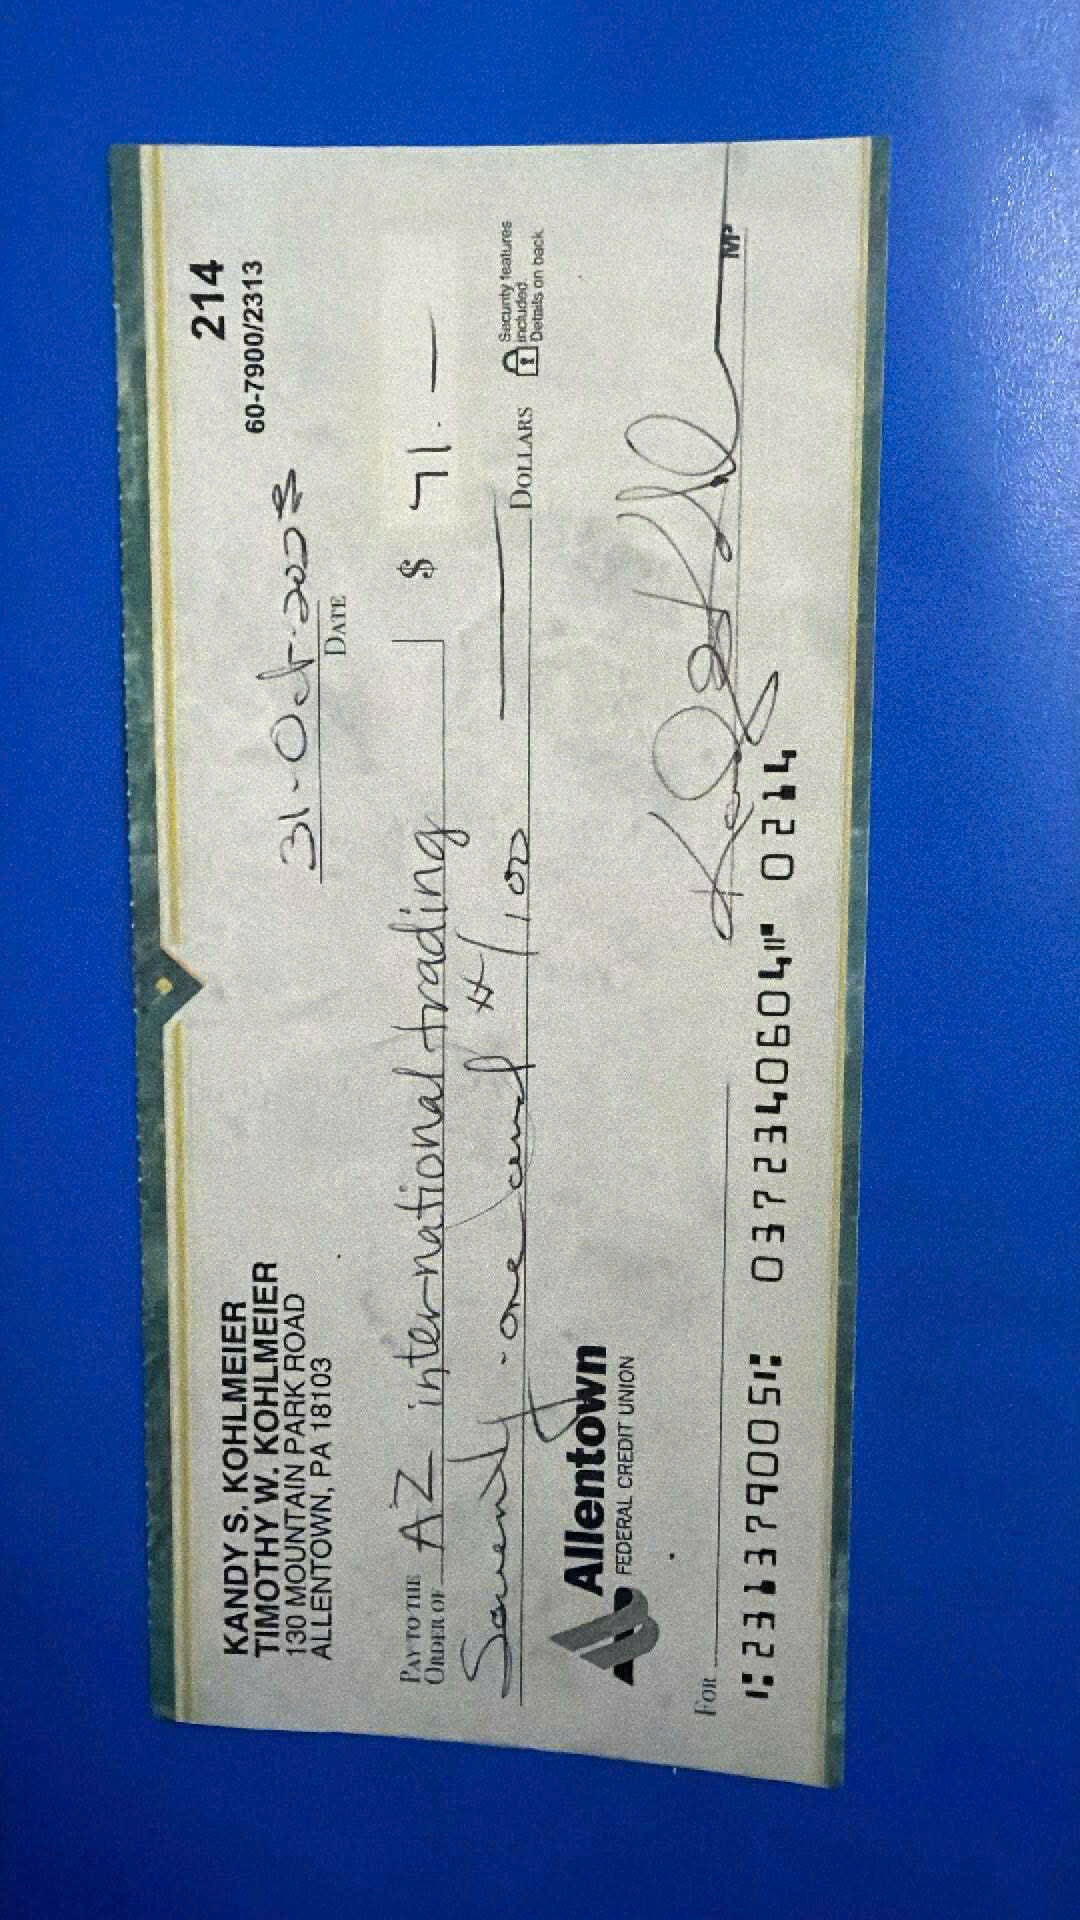 KANDY S. KOHLMEIER
TIMOTHY W. KOHLMEIER
130 MOUNTAIN PARK ROAD
ALLENTOWN, PA 18103
214
60-7900/2313
31-Oct-2023
DATE
PAY TO THE
ORDER OF AZ international trading
$ 71.—
Seventy-one and xx/100
DOLLARS
Security features
included.
Details on back.
Allentown
FEDERAL CREDIT UNION
FOR
MP
⑆231379005⑆ 0372340604⑈ 0214